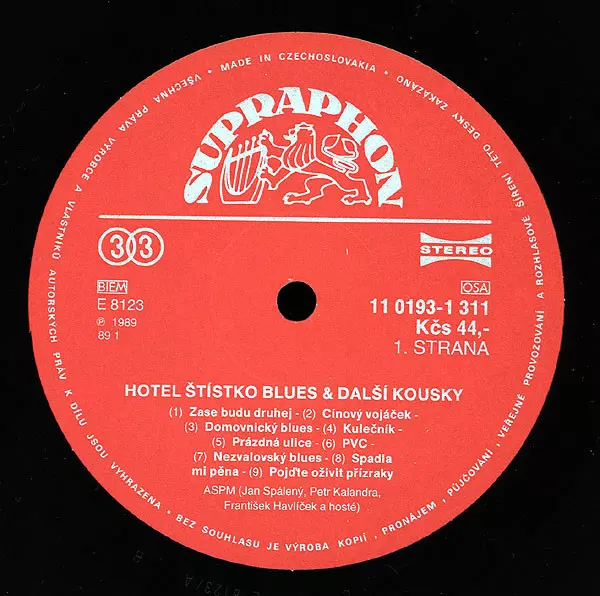 MADE IN CZECHOSLOVAKIA • VŠECHNA PRÁVA VÝROBCE A VLASTNÍKŮ AUTORSKÝCH PRÁV K DÍLU JSOU VYHRAZENA • BEZ SOUHLASU JE VÝROBA KOPIÍ, PRONÁJEM, PŮJČOVÁNÍ, VEŘEJNÉ PROVOZOVÁNÍ A ROZHLASOVÉ ŠÍŘENÍ TÉTO DESKY ZAKÁZÁNO
SUPRAPHON
33
STEREO
BIEM
OSA
E 8123
11 0193-1 311
℗ 1989
Kčs 44,-
89 1
1. STRANA
HOTEL ŠTÍSTKO BLUES & DALŠÍ KOUSKY
(1) Zase budu druhej - (2) Cínový vojáček -
(3) Domovnický blues - (4) Kulečník -
(5) Prázdná ulice - (6) PVC -
(7) Nezvalovský blues - (8) Spadla
mi pěna - (9) Pojďte oživit přízraky
ASPM (Jan Spálený, Petr Kalandra,
František Havlíček a hosté)